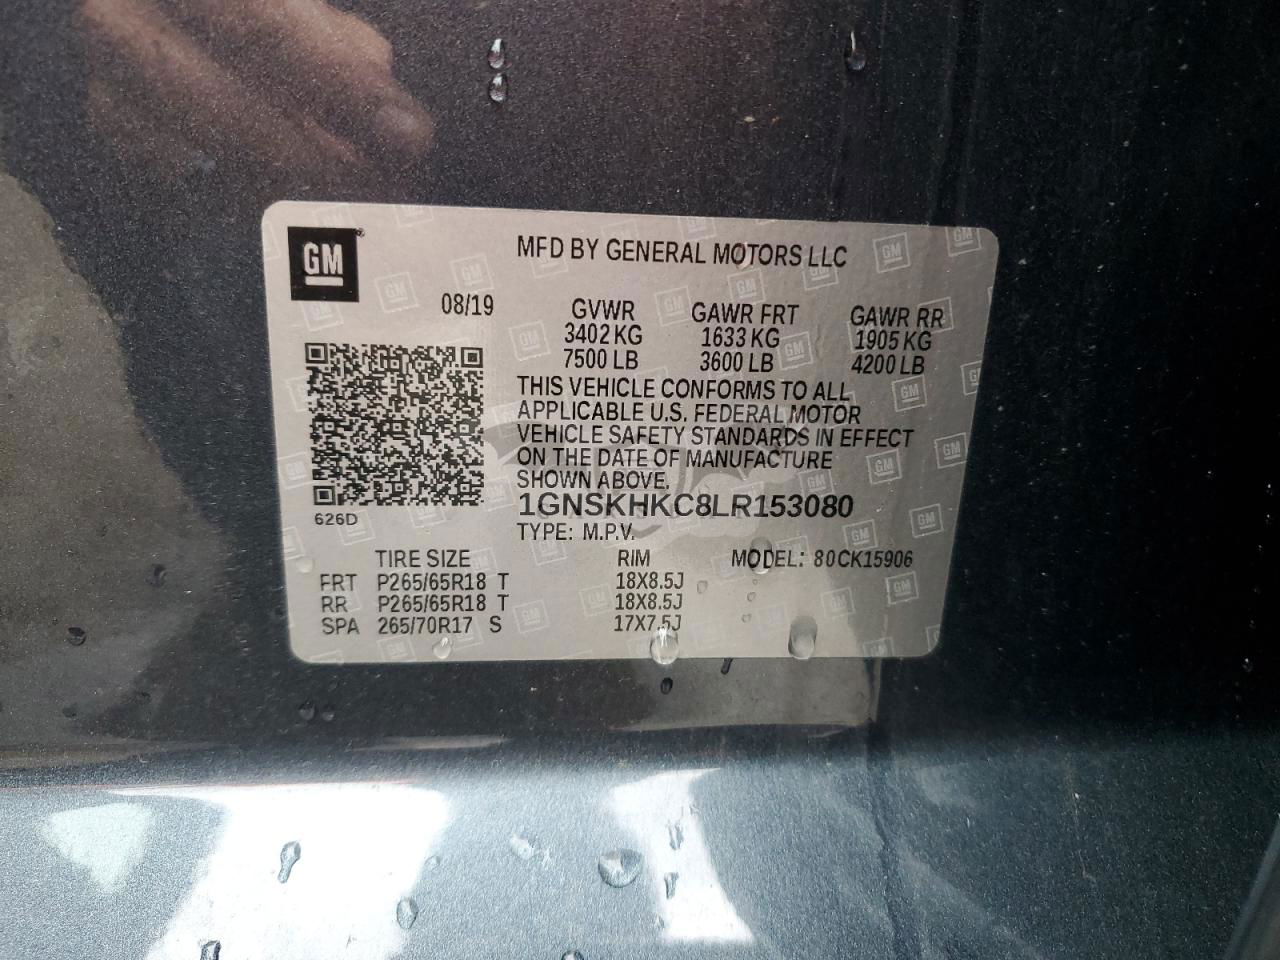 GM
MFD BY GENERAL MOTORS LLC
08/19
GVWR GAWR FRT GAWR RR
3402 KG 1633 KG 1905 KG
7500 LB 3600 LB 4200 LB
THIS VEHICLE CONFORMS TO ALL
APPLICABLE U.S. FEDERAL MOTOR
VEHICLE SAFETY STANDARDS IN EFFECT
ON THE DATE OF MANUFACTURE
SHOWN ABOVE.
1GNSKHKC8LR153080
626D
TYPE: M.P.V.
TIRE SIZE RIM MODEL: 80CK15906
FRT P265/65R18 T 18X8.5J
RR P265/65R18 T 18X8.5J
SPA 265/70R17 S 17X7.5J